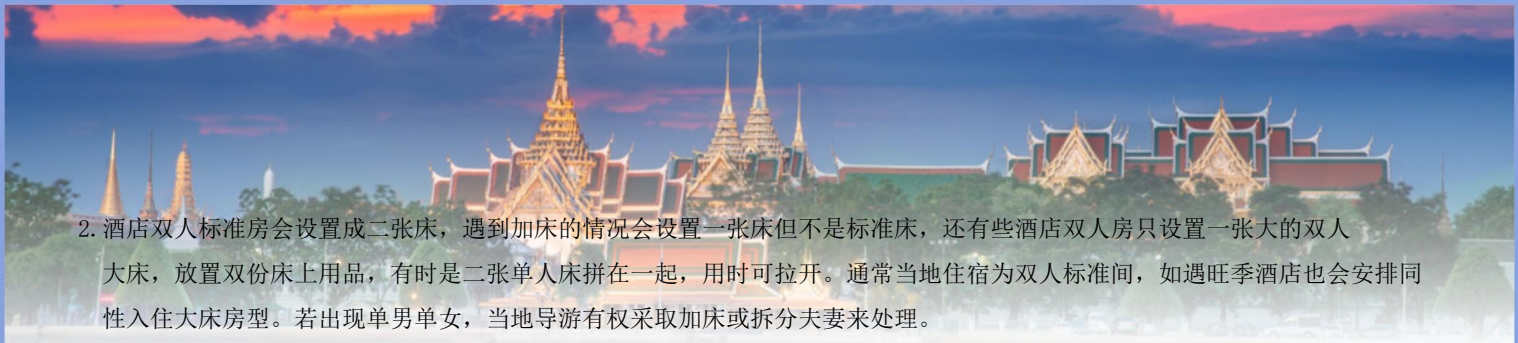 2.酒店双人标准房会设置成二张床，遇到加床的情况会设置一张床但不是标准床，还有些酒店双人房只设置一张大的双人
大床，放置双份床上用品，有时是二张单人床拼在一起，用时可拉开。通常当地住宿为双人标准间，如遇旺季酒店也会安排同
性入住大床房型。若出现单男单女，当地导游有权采取加床或拆分夫妻来处理。